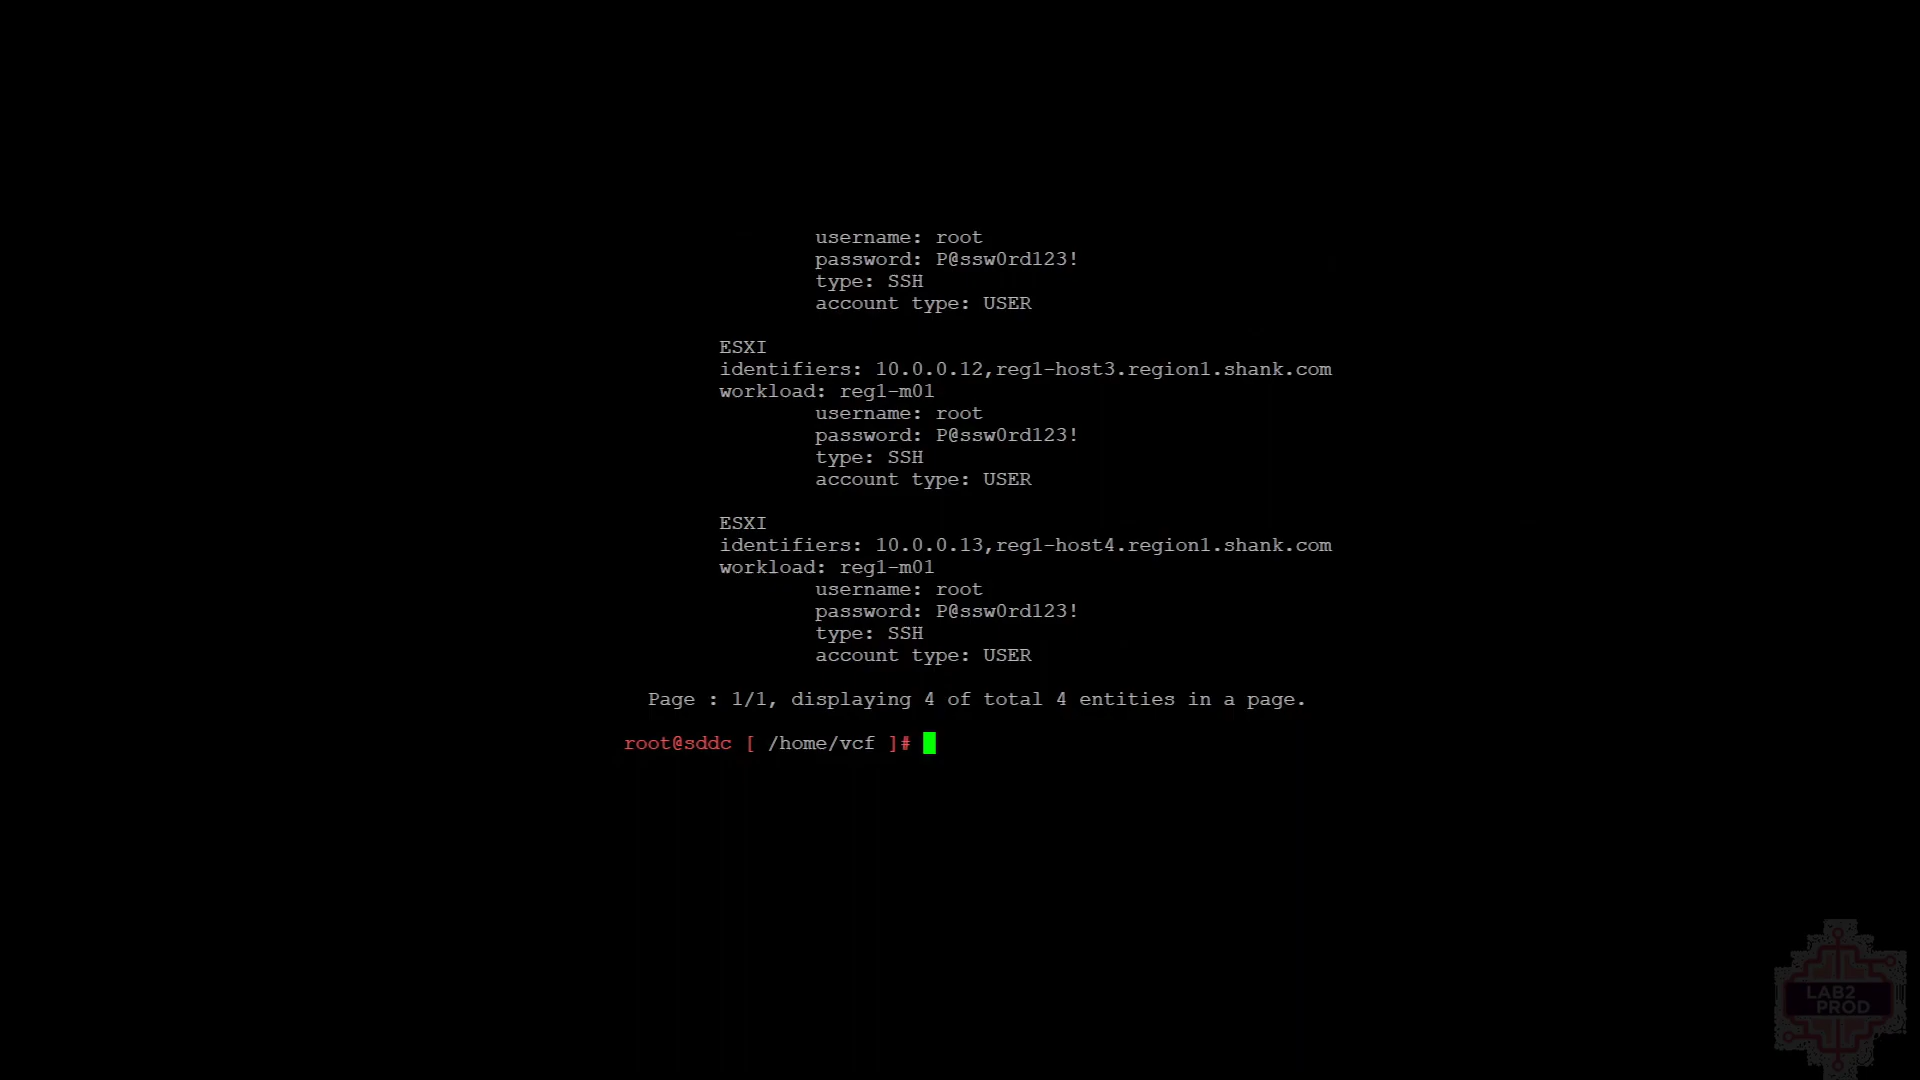 username: root
password: P@ssw0rd123!
type: SSH
account type: USER
ESXI
identifiers: 10.0.0.12,reg1-host3.region1.shank.com
workload: reg1-m01
username: root
password: P@ssw0rd123!
type: SSH
account type: USER
ESXI
identifiers: 10.0.0.13,reg1-host4.region1.shank.com
workload: reg1-m01
username: root
password: P@ssw0rd123!
type: SSH
account type: USER
Page : 1/1, displaying 4 of total 4 entities in a page.
root@sddc [ /home/vcf ]#
LAB2
PROD